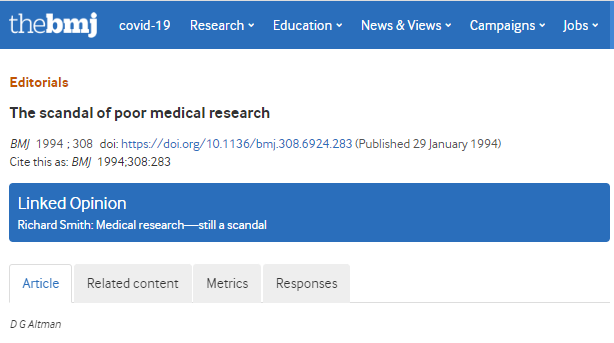 thebmj covid-19 Research Education News & Views Campaigns Jobs
Editorials
The scandal of poor medical research
BMJ 1994 ; 308 doi: https://doi.org/10.1136/bmj.308.6924.283 (Published 29 January 1994)
Cite this as: BMJ 1994;308:283
Linked Opinion
Richard Smith: Medical research—still a scandal
Article Related content Metrics Responses
D G Altman